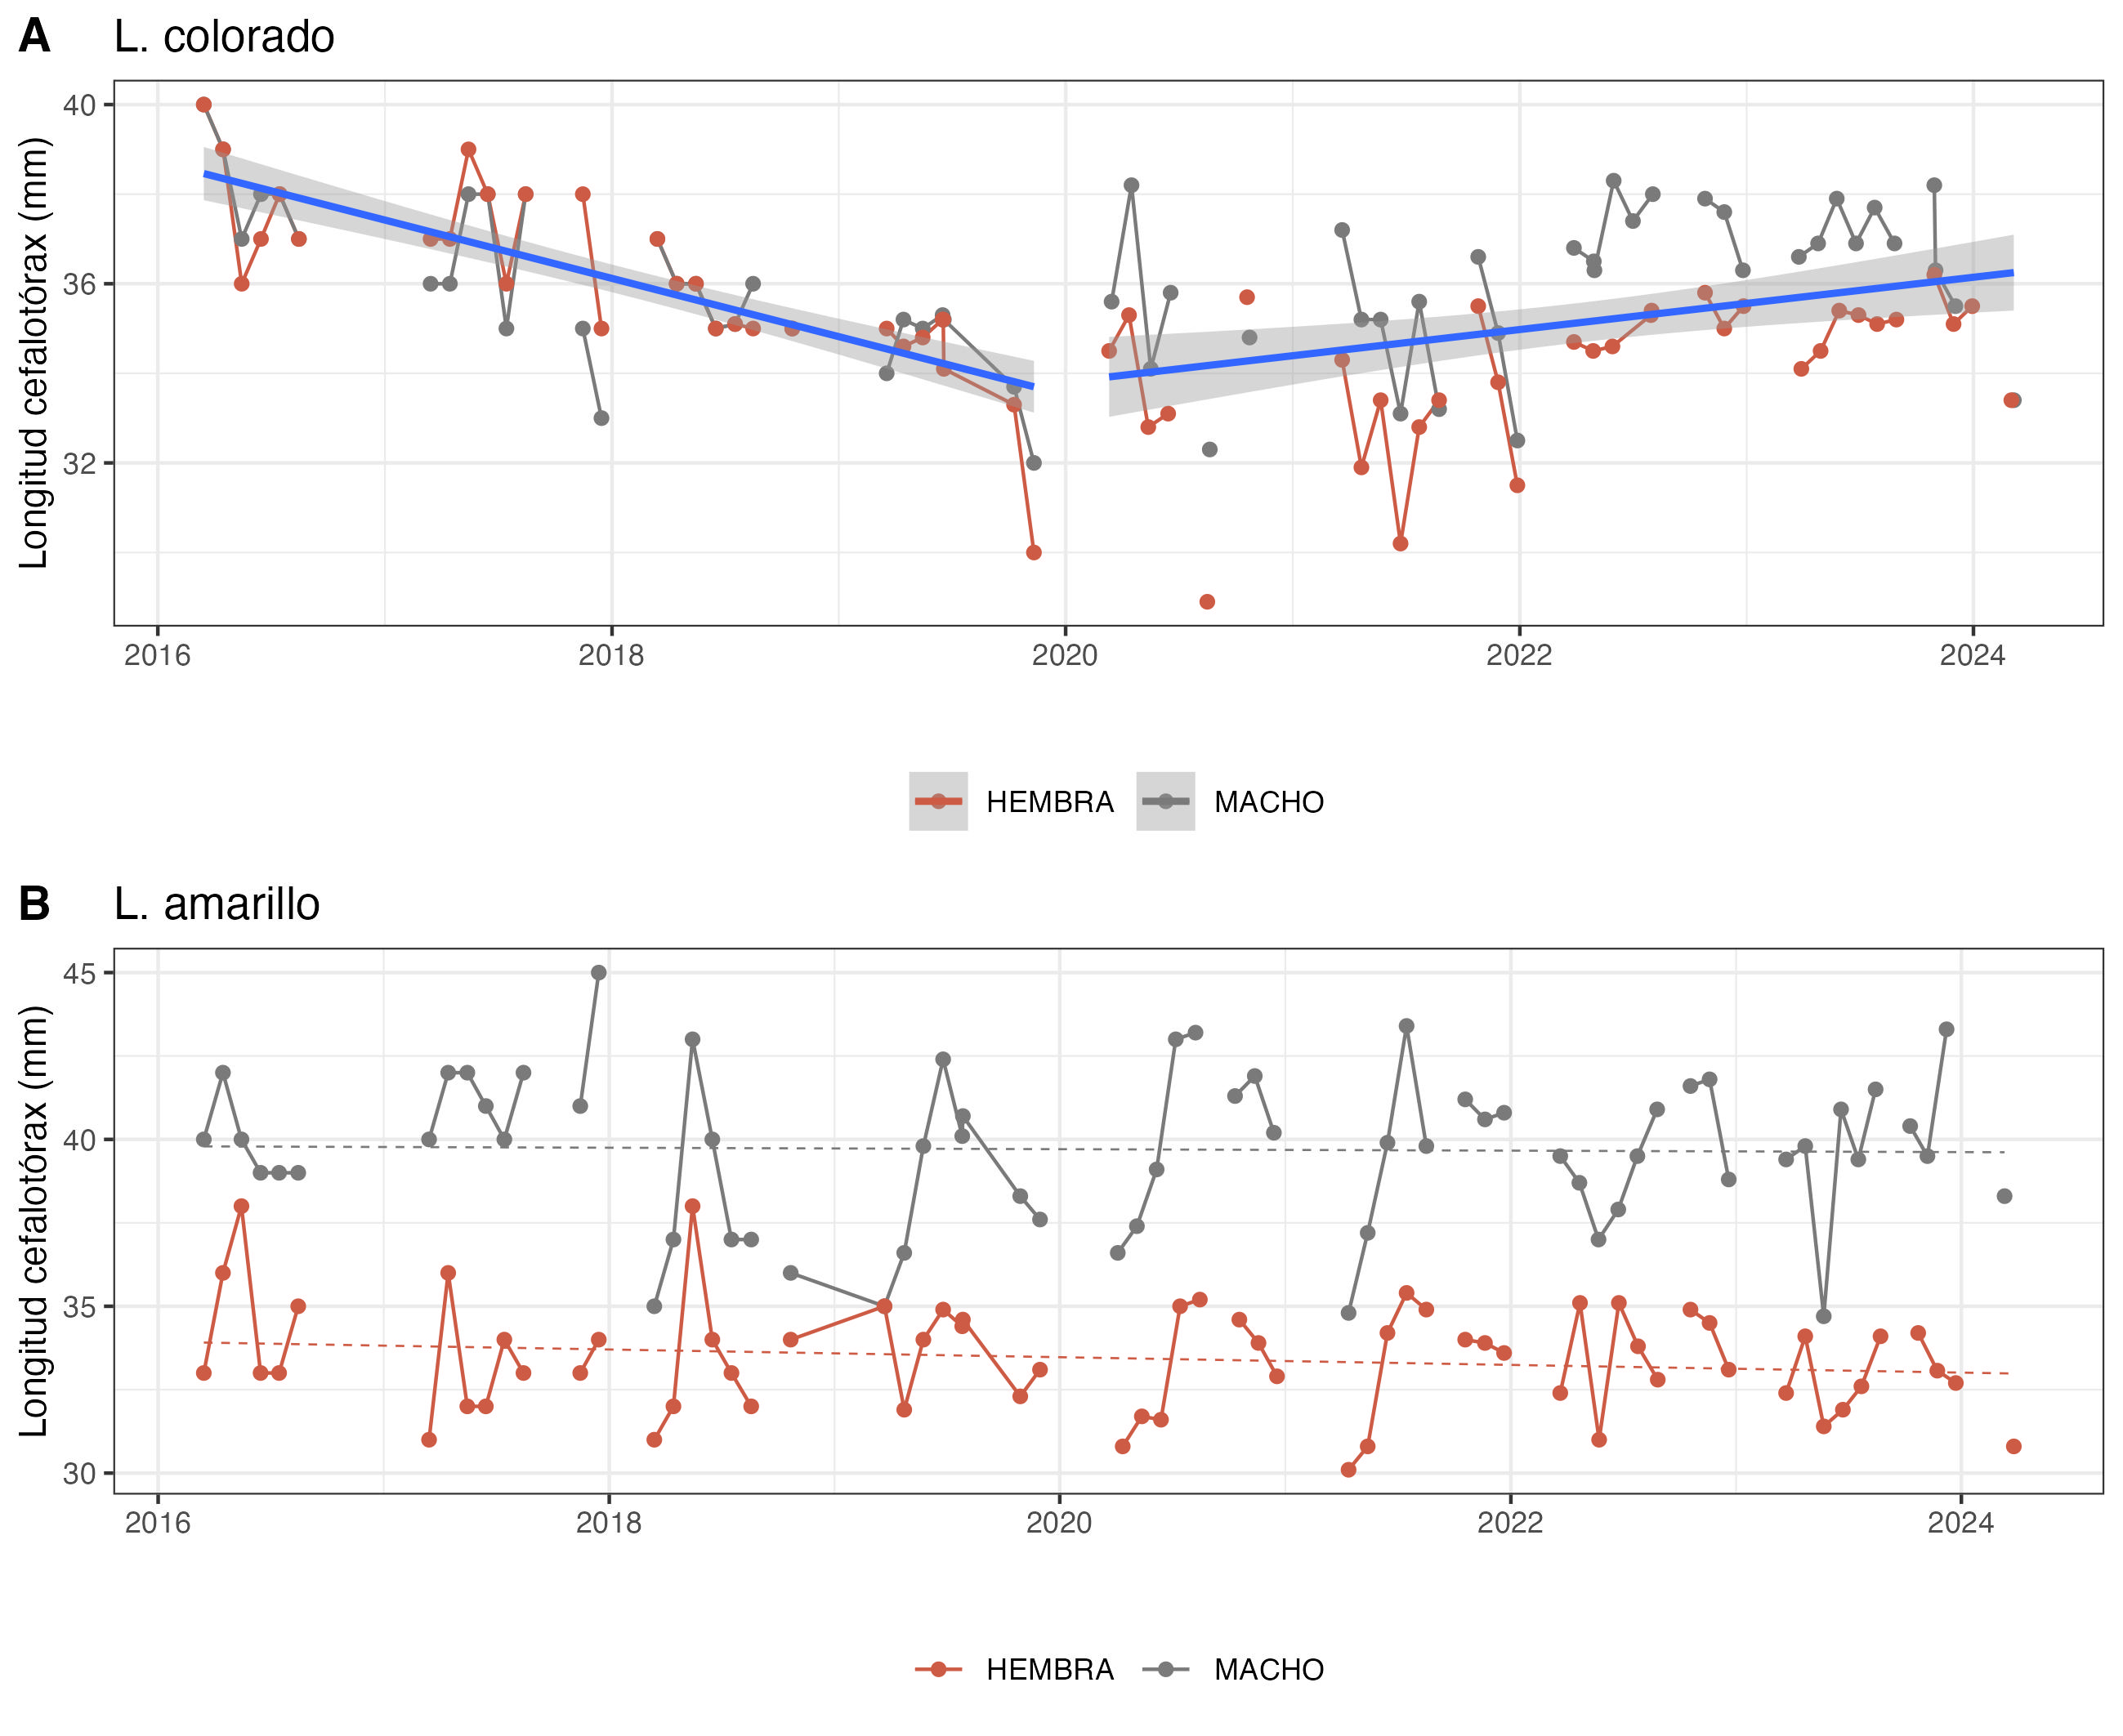 A L. colorado
Longitud cefalotórax (mm)
40
36
32
2016 2018 2020 2022 2024
HEMBRA MACHO
B L. amarillo
Longitud cefalotórax (mm)
45
40
35
30
2016 2018 2020 2022 2024
HEMBRA MACHO